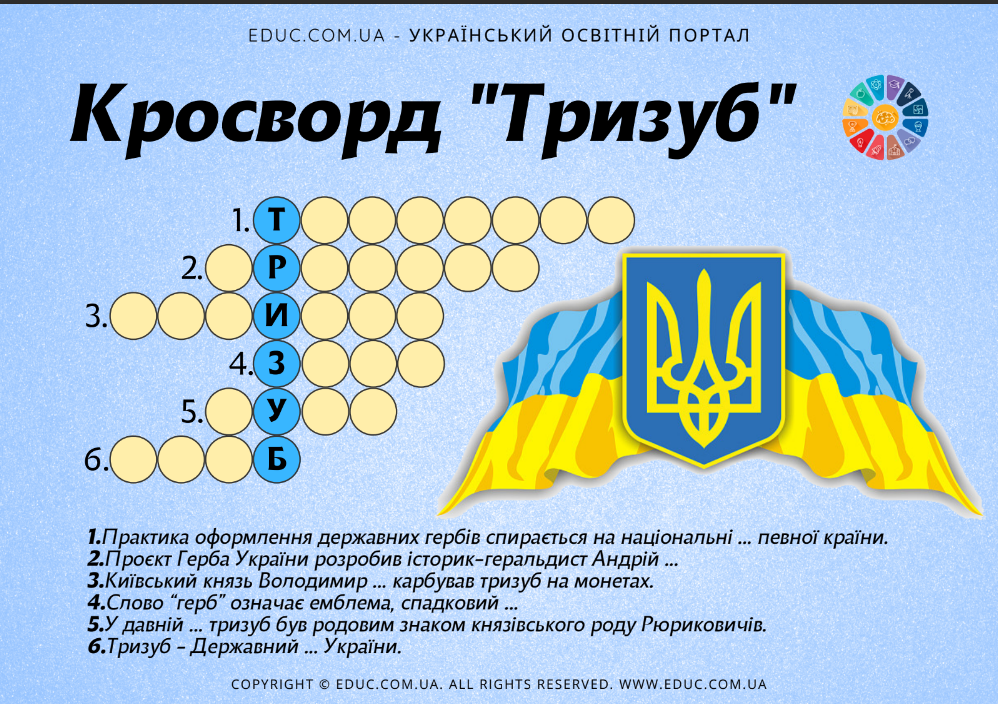 EDUC.COM.UA - УКРАЇНСЬКИЙ ОСВІТНІЙ ПОРТАЛ
Кросворд "Тризуб"
1. Т
2. Р
3. И
4. З
5. У
6. Б
1.Практика оформлення державних гербів спирається на національні ... певної країни.
2.Проєкт Герба України розробив історик-геральдист Андрій ...
3.Київський князь Володимир ... карбував тризуб на монетах.
4.Слово “герб” означає емблема, спадковий ...
5.У давній ... тризуб був родовим знаком князівського роду Рюриковичів.
6.Тризуб - Державний ... України.
COPYRIGHT © EDUC.COM.UA. ALL RIGHTS RESERVED. WWW.EDUC.COM.UA